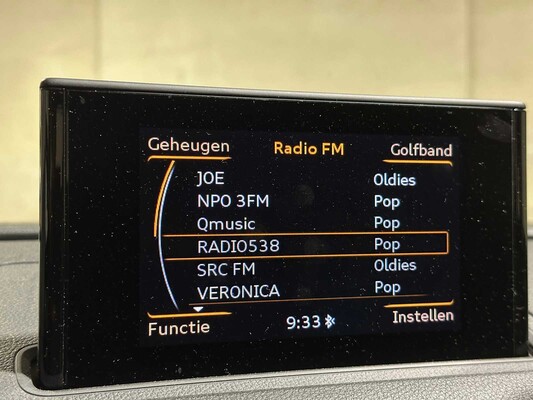 Geheugen Radio FM Golfband
JOE Oldies
NPO 3FM Pop
Qmusic Pop
RADIO538 Pop
SRC FM Oldies
VERONICA Pop
Functie 9:33 Instellen